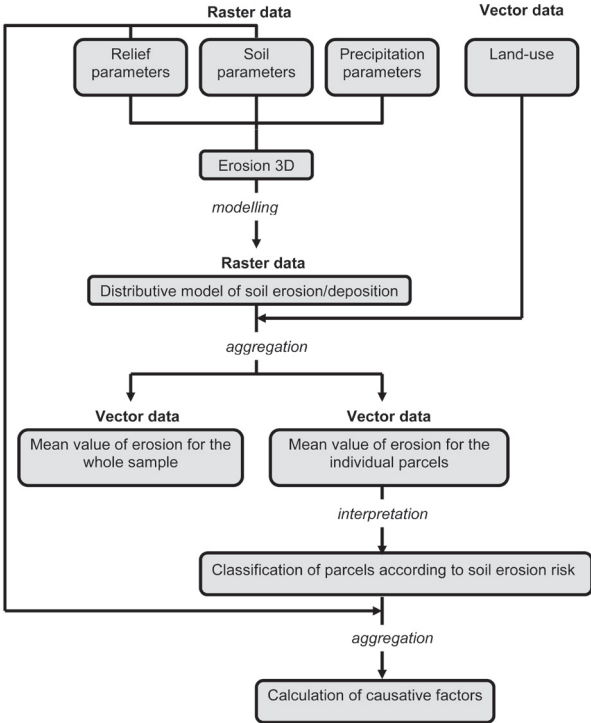 Raster data
Vector data
Relief
parameters
Soil
parameters
Precipitation
parameters
Land-use
Erosion 3D
modelling
Raster data
Distributive model of soil erosion/deposition
aggregation
Vector data
Vector data
Mean value of erosion for the
whole sample
Mean value of erosion for the
individual parcels
interpretation
Classification of parcels according to soil erosion risk
aggregation
Calculation of causative factors